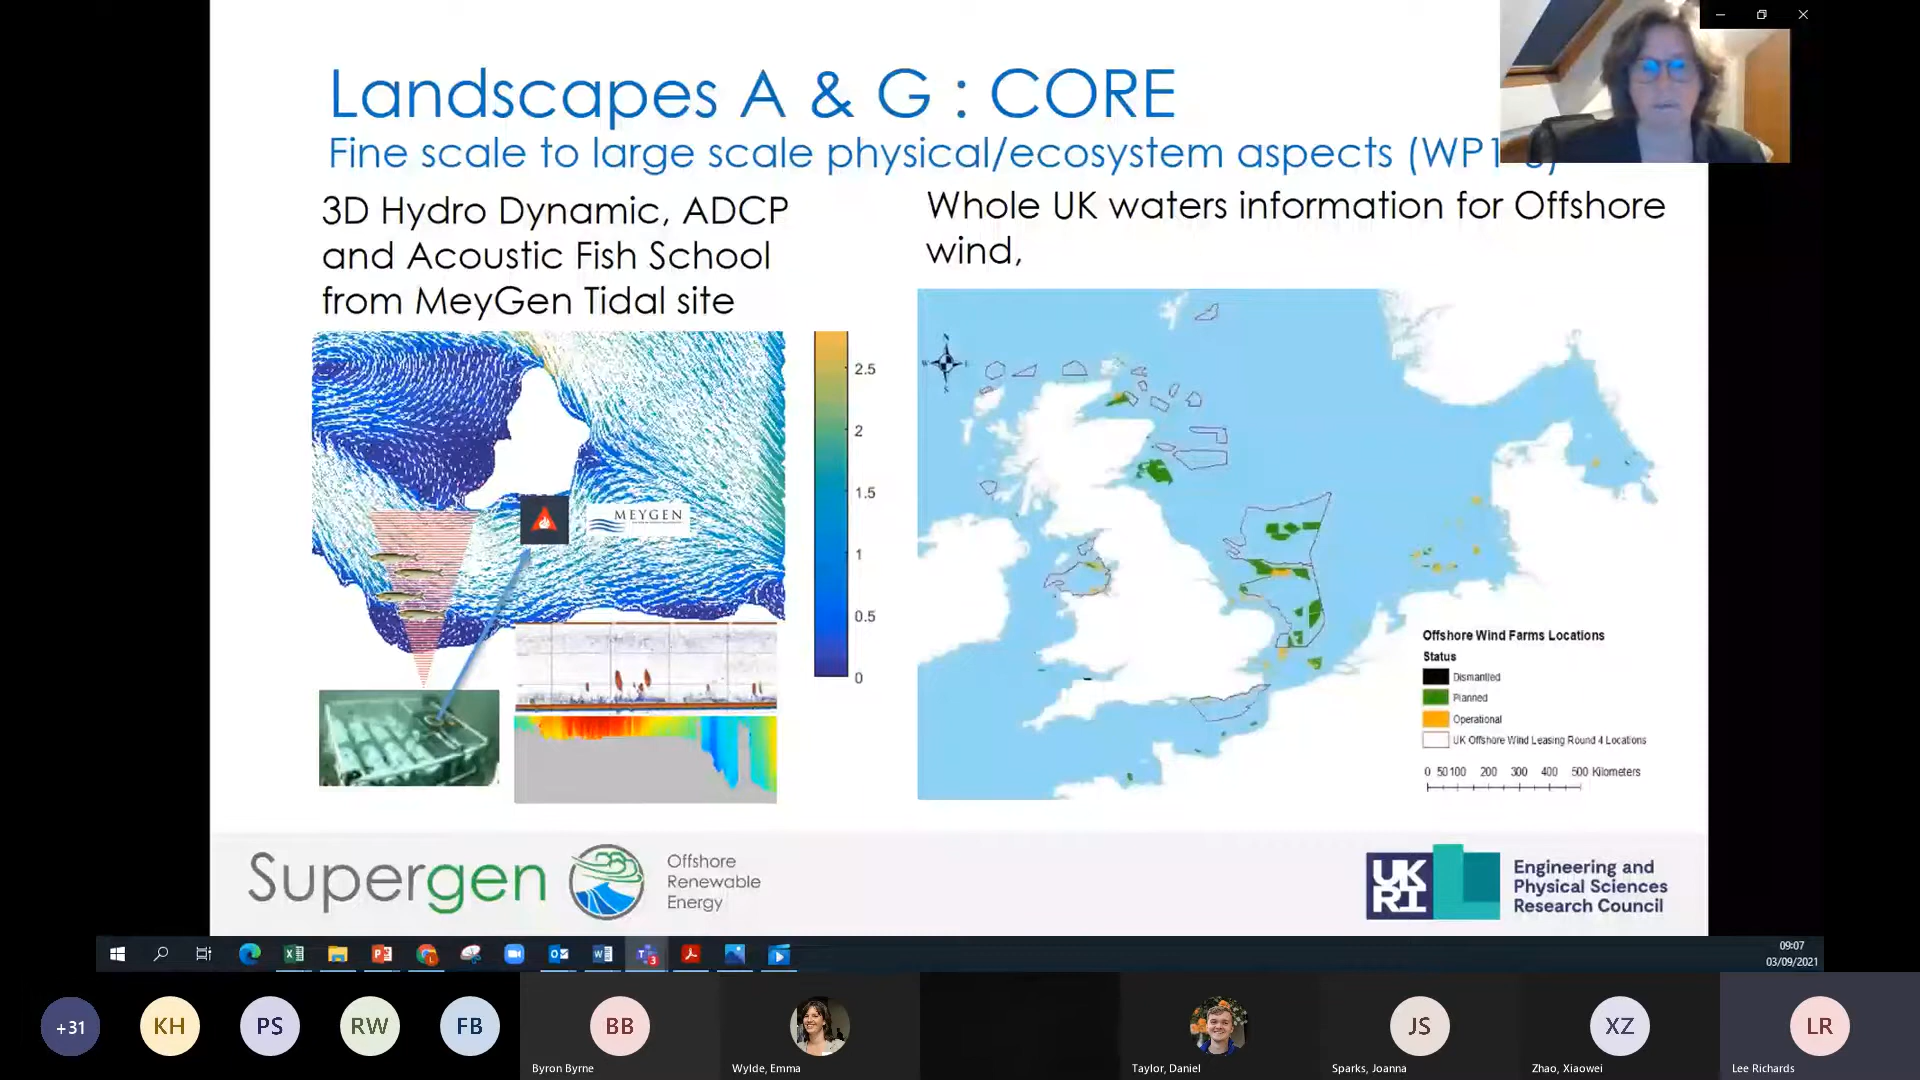 Landscapes A & G : CORE
Fine scale to large scale physical/ecosystem aspects (WP1
3D Hydro Dynamic, ADCP
and Acoustic Fish School
from MeyGen Tidal site
Whole UK waters information for Offshore
wind,
2.5
2
1.5
1
0.5
0
MEYGEN
N
W
E
S
Offshore Wind Farms Locations
Status
Dismantled
Planned
Operational
UK Offshore Wind Leasing Round 4 Locations
0 50 100 200 300 400 500 Kilometers
Supergen
Offshore
Renewable
Energy
UK
RI
Engineering and
Physical Sciences
Research Council
09:07
03/09/2021
+31
KH
PS
RW
FB
BB
JS
XZ
LR
Byron Byrne
Wylde, Emma
Taylor, Daniel
Sparks, Joanna
Zhao, Xiaowei
Lee Richards